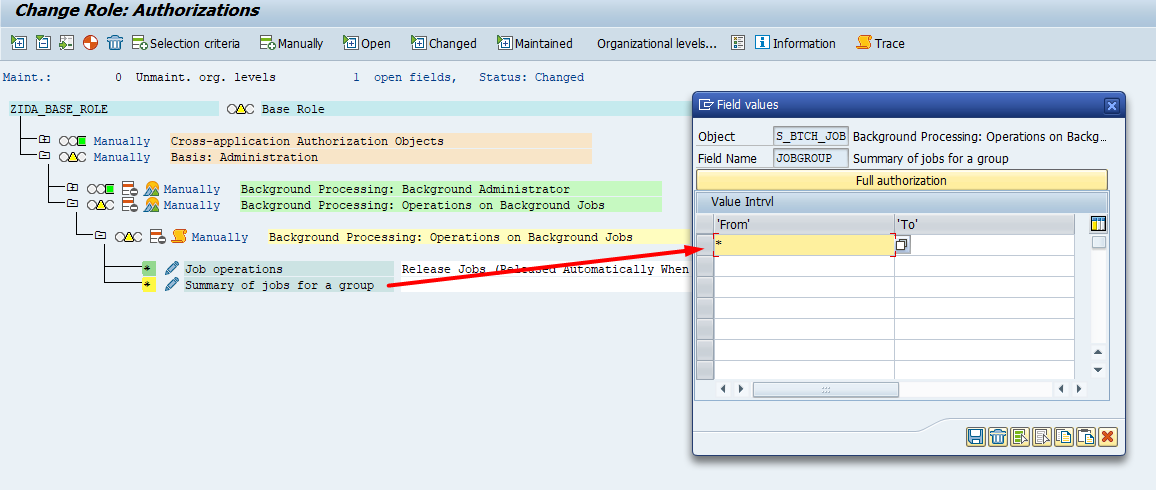 Change Role: Authorizations
Selection criteria Manually Open Changed Maintained Organizational levels... Information Trace
Maint.: 0 Unmaint. org. levels 1 open fields, Status: Changed
ZIDA_BASE_ROLE Base Role
Manually Cross-application Authorization Objects
Manually Basis: Administration
Manually Background Processing: Background Administrator
Manually Background Processing: Operations on Background Jobs
Manually Background Processing: Operations on Background Jobs
* Job operations Release Jobs (Released Automatically When
* Summary of jobs for a group
Field values
Object S_BTCH_JOB Background Processing: Operations on Backg...
Field Name JOBGROUP Summary of jobs for a group
Full authorization
Value Intrvl
'From' 'To'
*